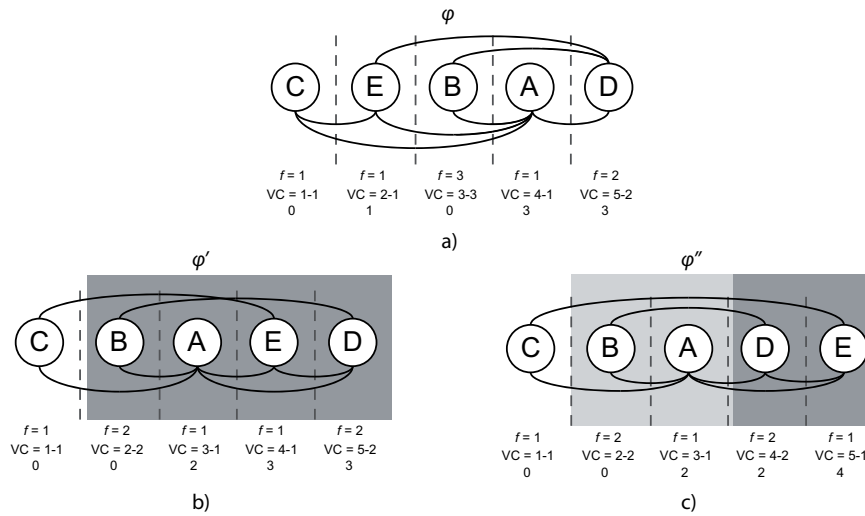 φ
C E B A D
f = 1 f = 1 f = 3 f = 1 f = 2
VC = 1-1 VC = 2-1 VC = 3-3 VC = 4-1 VC = 5-2
0 1 0 3 3
a)
φ′ φ″
C B A E D C B A D E
f = 1 f = 2 f = 1 f = 1 f = 2 f = 1 f = 2 f = 1 f = 2 f = 1
VC = 1-1 VC = 2-2 VC = 3-1 VC = 4-1 VC = 5-2 VC = 1-1 VC = 2-2 VC = 3-1 VC = 4-2 VC = 5-1
0 0 2 3 3 0 0 2 2 4
b) c)